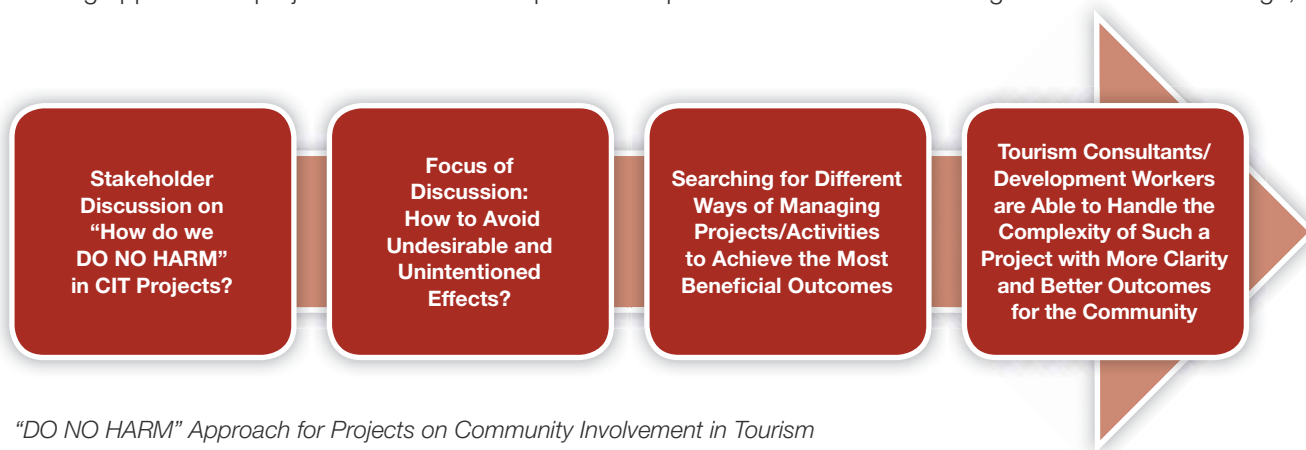 Stakeholder
Discussion on
“How do we
DO NO HARM”
in CIT Projects?
Focus of
Discussion:
How to Avoid
Undesirable and
Unintentioned
Effects?
Searching for Different
Ways of Managing
Projects/Activities
to Achieve the Most
Beneficial Outcomes
Tourism Consultants/
Development Workers
are Able to Handle the
Complexity of Such a
Project with More Clarity
and Better Outcomes
for the Community
“DO NO HARM” Approach for Projects on Community Involvement in Tourism